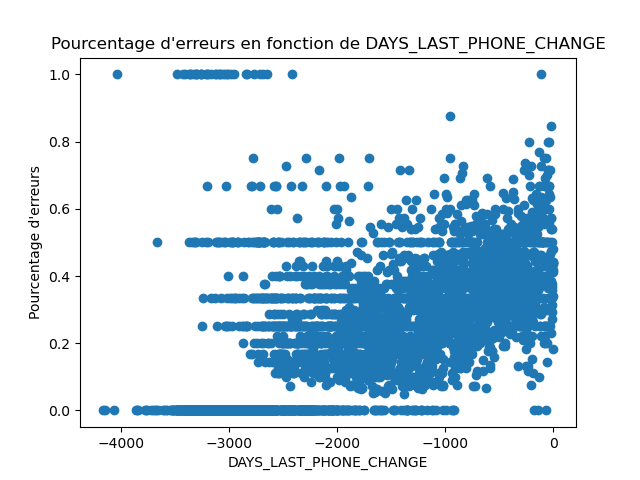 Pourcentage d'erreurs en fonction de DAYS_LAST_PHONE_CHANGE
1.0
0.8
0.6
0.4
0.2
0.0
Pourcentage d'erreurs
−4000 −3000 −2000 −1000 0
DAYS_LAST_PHONE_CHANGE